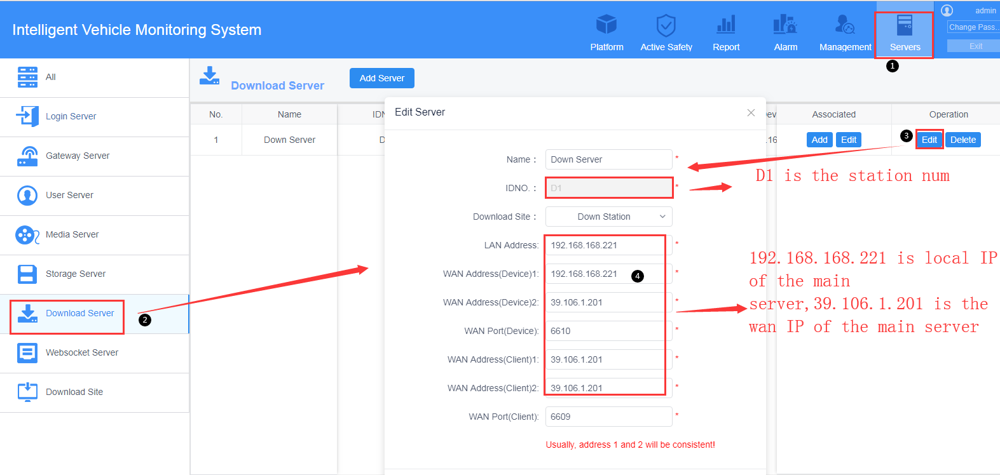 Intelligent Vehicle Monitoring System
Platform
Active Safety
Report
Alarm
Management
Servers
admin
Change Pass...
Exit
1
All
Login Server
Gateway Server
User Server
Media Server
Storage Server
Download Server
Websocket Server
Download Site
2
Download Server
Add Server
No.
Name
Associated
Operation
1
Down Server
D
.16
Add
Edit
3
Edit
Delete
Edit Server
Name :
Down Server
*
IDNO. :
D1
*
Download Site :
Down Station
LAN Address:
192.168.168.221
*
WAN Address(Device)1:
192.168.168.221
*
4
WAN Address(Device)2:
39.106.1.201
*
WAN Port(Device):
6610
*
WAN Address(Client)1:
39.106.1.201
*
WAN Address(Client)2:
39.106.1.201
*
WAN Port(Client):
6609
*
Usually, address 1 and 2 will be consistent!
D1 is the station num
192.168.168.221 is local IP
of the main
server,39.106.1.201 is the
wan IP of the main server